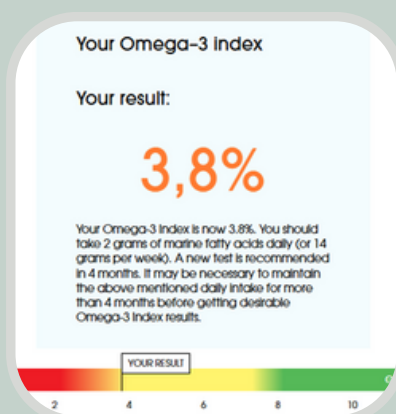 Your Omega-3 index
Your result:
3,8%
Your Omega-3 Index is now 3.8%. You should
take 2 grams of marine fatty acids daily (or 14
grams per week). A new test is recommended
in 4 months. It may be necessary to maintain
the above mentioned daily intake for more
than 4 months before getting desirable
Omega-3 Index results.
YOUR RESULT
2 4 6 8 10